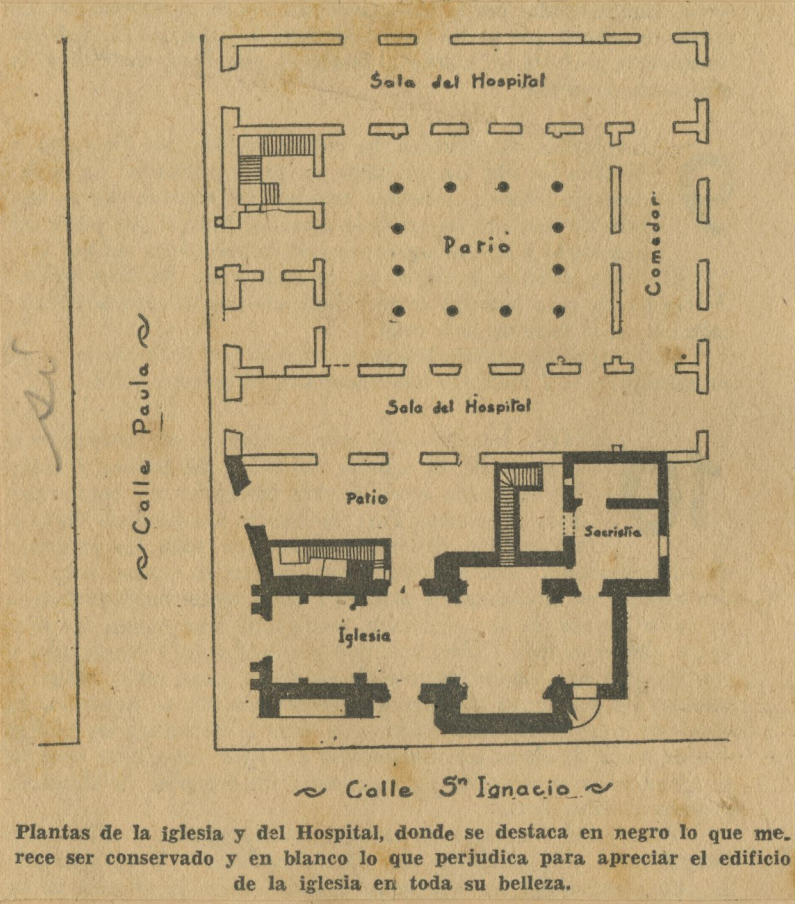 Sala del Hospital
Patio
Comedor
Sala del Hospital
Calle Paula
Patio
Sacristia
Iglesia
Calle Sn Ignacio
Plantas de la iglesia y del Hospital, donde se destaca en negro lo que me-
rece ser conservado y en blanco lo que perjudica para apreciar el edificio
de la iglesia en toda su belleza.